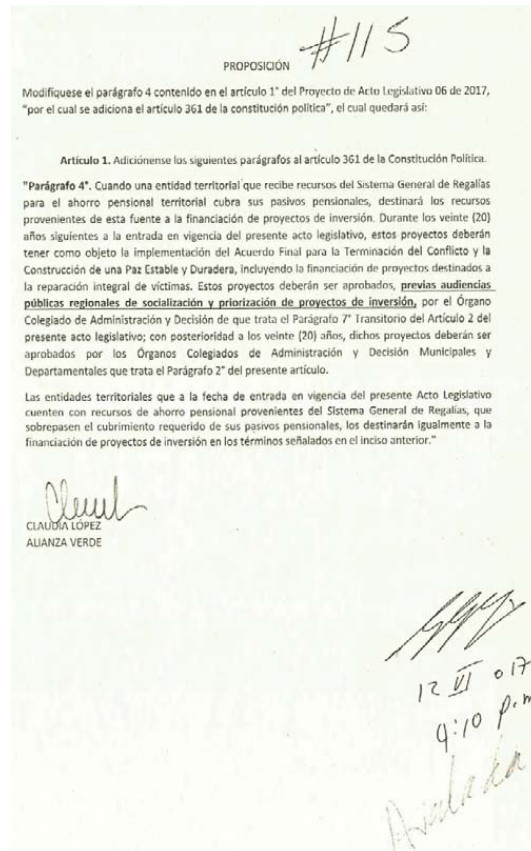 #115
PROPOSICIÓN
Modifíquese el parágrafo 4 contenido en el artículo 1° del Proyecto de Acto Legislativo 06 de 2017,
"por el cual se adiciona el artículo 361 de la constitución política", el cual quedará así:
Artículo 1. Adiciónense los siguientes parágrafos al artículo 361 de la Constitución Política.
"Parágrafo 4°. Cuando una entidad territorial que recibe recursos del Sistema General de Regalías
para el ahorro pensional territorial cubra sus pasivos pensionales, destinará los recursos
provenientes de esta fuente a la financiación de proyectos de inversión. Durante los veinte (20)
años siguientes a la entrada en vigencia del presente acto legislativo, estos proyectos deberán
tener como objeto la implementación del Acuerdo Final para la Terminación del Conflicto y la
Construcción de una Paz Estable y Duradera, incluyendo la financiación de proyectos destinados a
la reparación integral de víctimas. Estos proyectos deberán ser aprobados, previas audiencias
públicas regionales de socialización y priorización de proyectos de inversión, por el Órgano
Colegiado de Administración y Decisión de que trata el Parágrafo 7° Transitorio del Artículo 2 del
presente acto legislativo; con posterioridad a los veinte (20) años, dichos proyectos deberán ser
aprobados por los Órganos Colegiados de Administración y Decisión Municipales y
Departamentales que trata el Parágrafo 2° del presente artículo.
Las entidades territoriales que a la fecha de entrada en vigencia del presente Acto Legislativo
cuenten con recursos de ahorro pensional provenientes del Sistema General de Regalías, que
sobrepasen el cubrimiento requerido de sus pasivos pensionales, los destinarán igualmente a la
financiación de proyectos de inversión en los términos señalados en el inciso anterior."
CLAUDIA LÓPEZ
ALIANZA VERDE
12 VI 017
4:10 p.m
Avalada